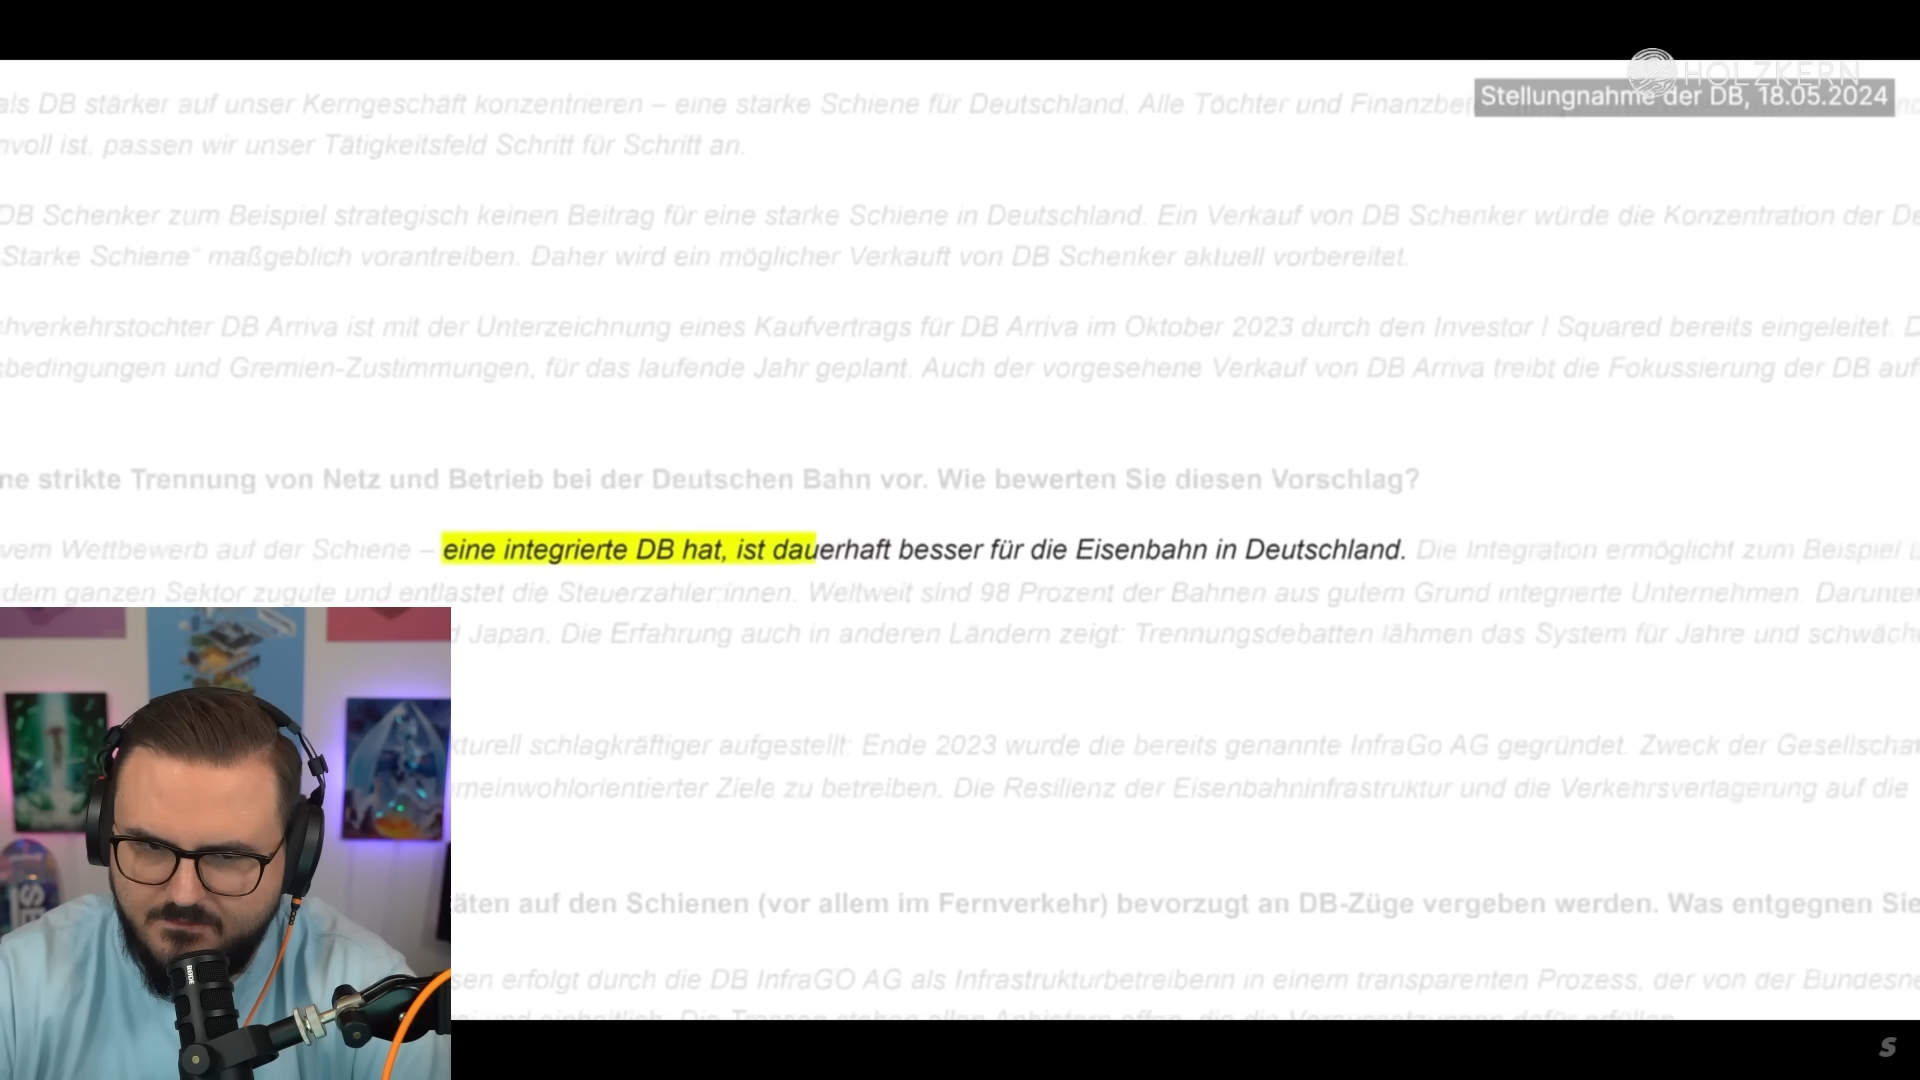 HOLZKERN
Stellungnahme der DB, 18.05.2024
als DB stärker auf unser Kerngeschäft konzentrieren – eine starke Schiene für Deutschland. Alle Töchter und
nvoll ist, passen wir unser Tätigkeitsfeld Schritt für Schritt an.
DB Schenker zum Beispiel strategisch keinen Beitrag für eine starke Schiene in Deutschland. Ein Verkauf von DB Schenker würde die Konzentration der De
Starke Schiene“ maßgeblich vorantreiben. Daher wird ein möglicher Verkauft von DB Schenker aktuell vorbereitet.
hverkehrstochter DB Arriva ist mit der Unterzeichnung eines Kaufvertrags für DB Arriva im Oktober 2023 durch den Investor I Squared bereits eingeleitet. D
sbedingungen und Gremien-Zustimmungen, für das laufende Jahr geplant. Auch der vorgesehene Verkauf von DB Arriva treibt die Fokussierung der DB auf
ne strikte Trennung von Netz und Betrieb bei der Deutschen Bahn vor. Wie bewerten Sie diesen Vorschlag?
vem Wettbewerb auf der Schiene – eine integrierte DB hat, ist dauerhaft besser für die Eisenbahn in Deutschland. Die Integration ermöglicht zum Beispiel
dem ganzen Sektor zugute und entlastet die Steuerzahler:innen. Weltweit sind 98 Prozent der Bahnen aus gutem Grund integrierte Unternehmen. Darunter
d Japan. Die Erfahrung auch in anderen Ländern zeigt: Trennungsdebatten lähmen das System für Jahre und schwäche
kturell schlagkräftiger aufgestellt: Ende 2023 wurde die bereits genannte InfraGo AG gegründet. Zweck der Gesellschaft
meinwohlorientierter Ziele zu betreiben. Die Resilienz der Eisenbahninfrastruktur und die Verkehrsverlagerung auf die
äten auf den Schienen (vor allem im Fernverkehr) bevorzugt an DB-Züge vergeben werden. Was entgegnen Sie
sen erfolgt durch die DB InfraGO AG als Infrastrukturbetreiberin in einem transparenten Prozess, der von der Bundesne
S